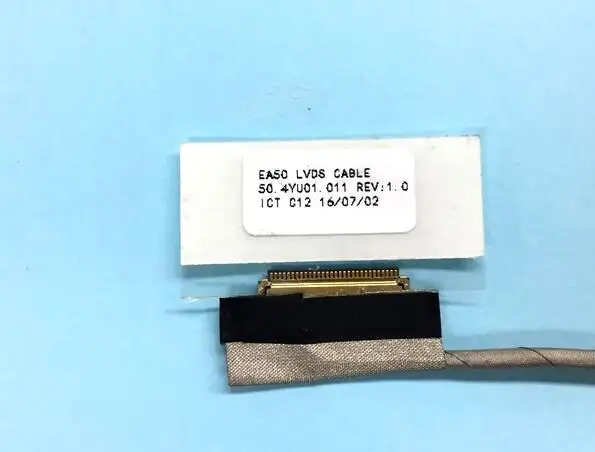 EA50 LVDS CABLE
50.4YU01.011 REV:1.0
ICT C12 16/07/02